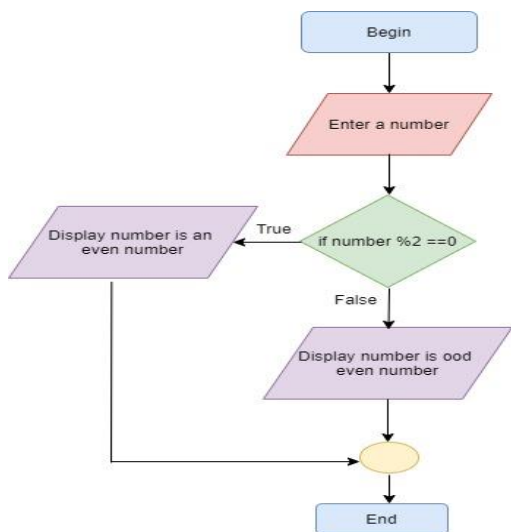 Begin
Enter a number
if number %2 ==0
True
Display number is an
even number
False
Display number is ood
even number
End